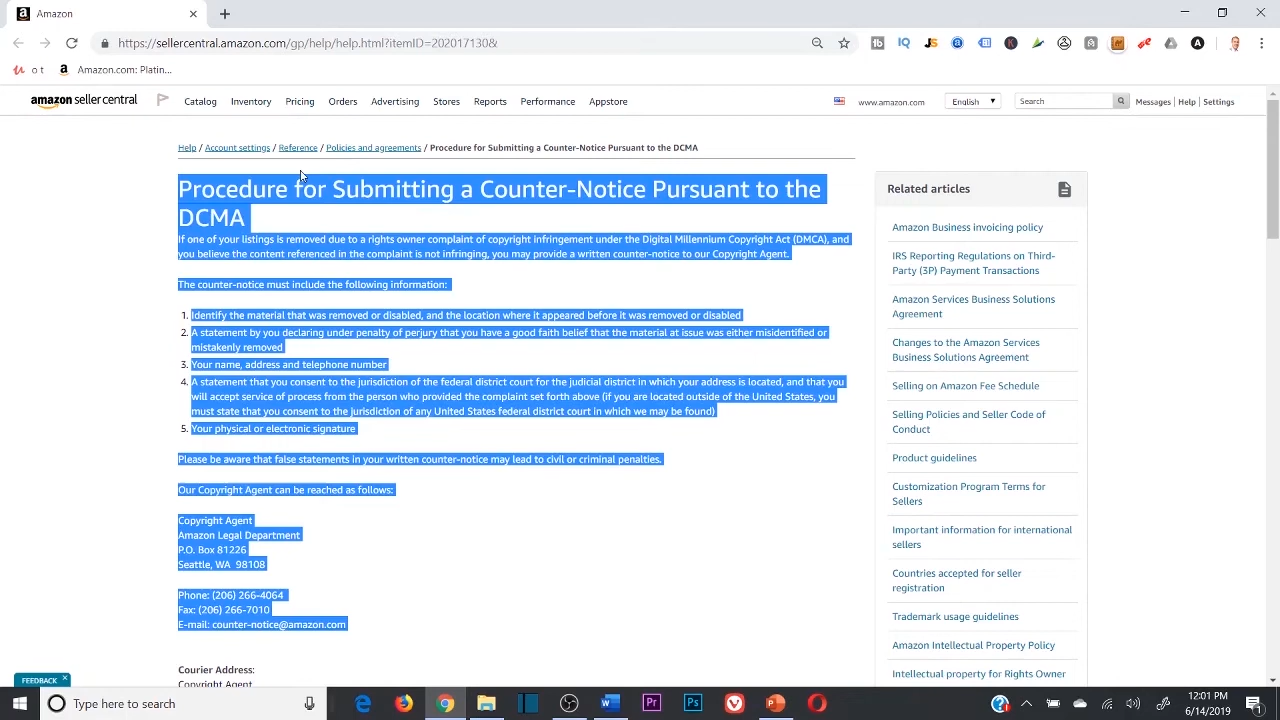 Amazon
https://sellercentral.amazon.com/gp/help/help.html?itemID=202017130&
o t
Amazon.com: Platin...
amazon seller central
Catalog Inventory Pricing Orders Advertising Stores Reports Performance Appstore
www.amazon.com English Search Messages | Help | Settings
Help / Account settings / Reference / Policies and agreements / Procedure for Submitting a Counter-Notice Pursuant to the DCMA
Procedure for Submitting a Counter-Notice Pursuant to the
DCMA
If one of your listings is removed due to a rights owner complaint of copyright infringement under the Digital Millennium Copyright Act (DMCA), and
you believe the content referenced in the complaint is not infringing, you may provide a written counter-notice to our Copyright Agent.
The counter-notice must include the following information:
1. Identify the material that was removed or disabled, and the location where it appeared before it was removed or disabled
2. A statement by you declaring under penalty of perjury that you have a good faith belief that the material at issue was either misidentified or
mistakenly removed
3. Your name, address and telephone number
4. A statement that you consent to the jurisdiction of the federal district court for the judicial district in which your address is located, and that you
will accept service of process from the person who provided the complaint set forth above (if you are located outside of the United States, you
must state that you consent to the jurisdiction of any United States federal district court in which we may be found)
5. Your physical or electronic signature
Please be aware that false statements in your written counter-notice may lead to civil or criminal penalties.
Our Copyright Agent can be reached as follows:
Copyright Agent
Amazon Legal Department
P.O. Box 81226
Seattle, WA 98108
Phone: (206) 266-4064
Fax: (206) 266-7010
E-mail: counter-notice@amazon.com
Courier Address:
Copyright Agent
Related articles
Amazon Business invoicing policy
IRS Reporting Regulations on Third-
Party (3P) Payment Transactions
Amazon Services Business Solutions
Agreement
Changes to the Amazon Services
Business Solutions Agreement
Selling on Amazon Fee Schedule
Selling Policies and Seller Code of
Conduct
Product guidelines
Customization Program Terms for
Sellers
Important information for international
sellers
Countries accepted for seller
registration
Trademark usage guidelines
Amazon Intellectual Property Policy
Intellectual property for Rights Owner
FEEDBACK
Type here to search
12:01 PM
6/14/2019